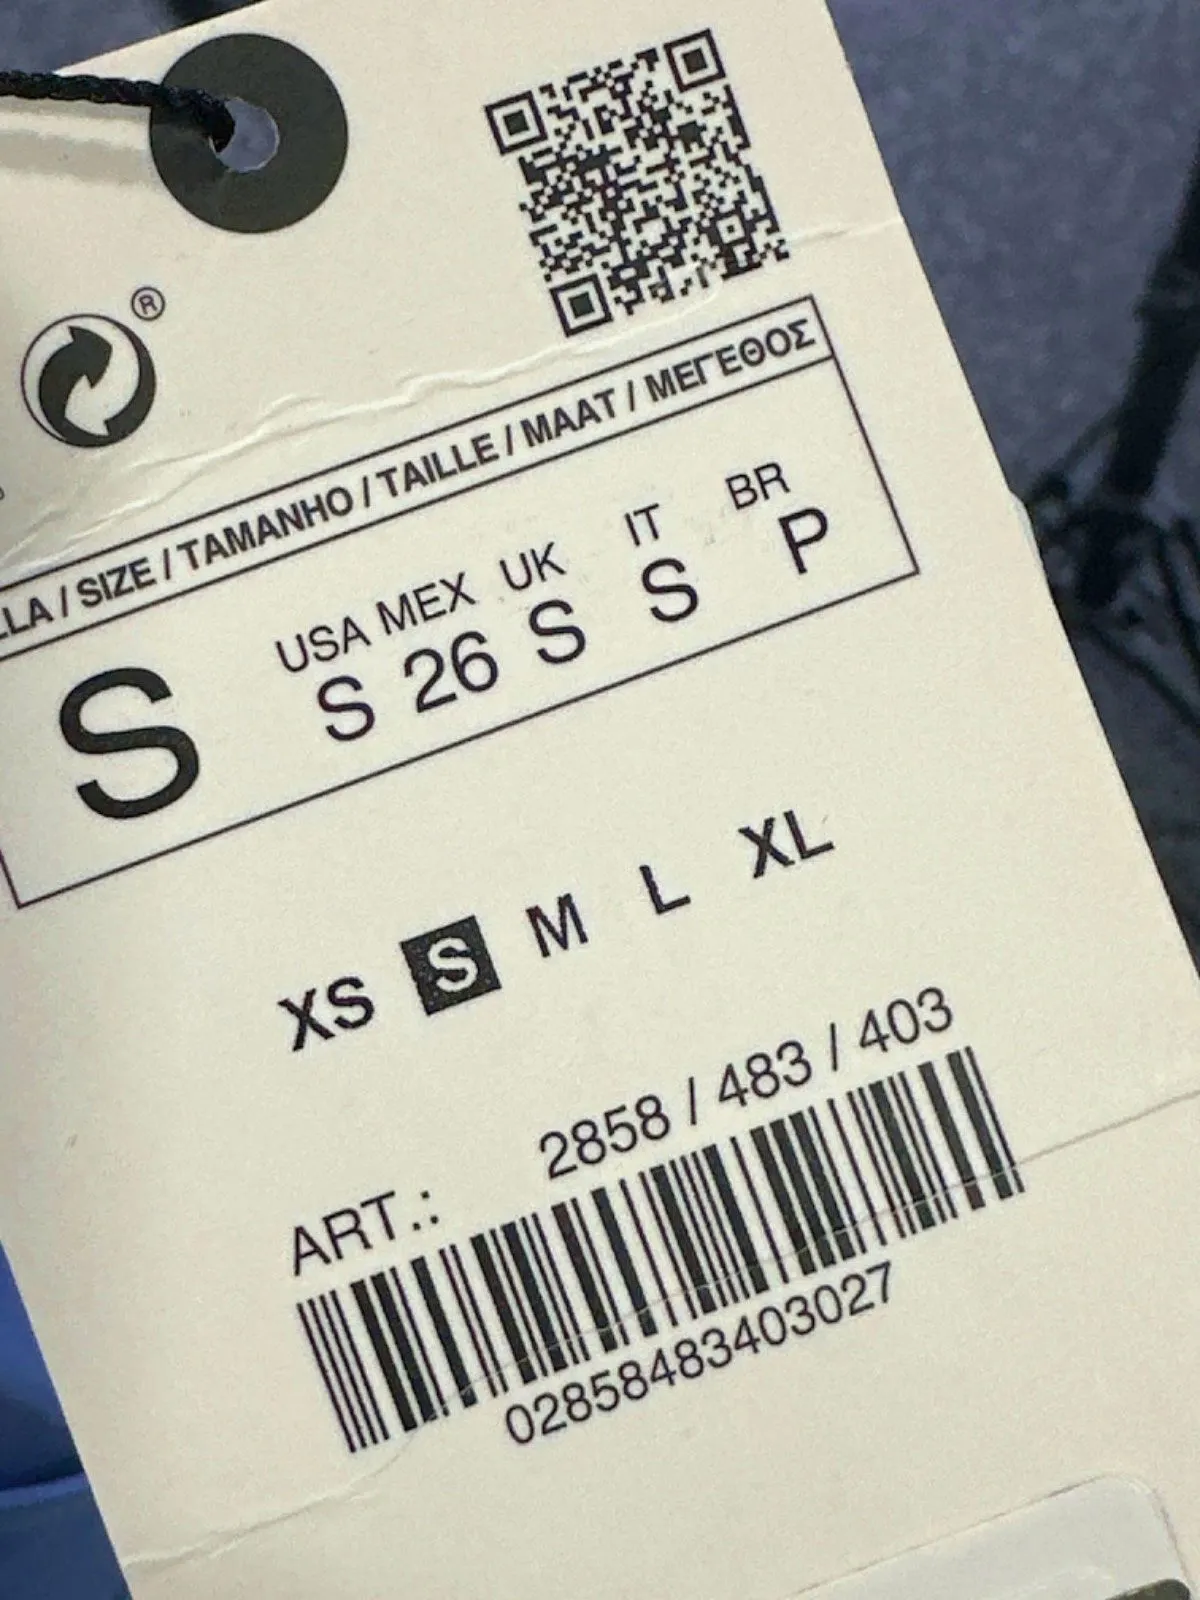 ®
LLA / SIZE / TAMANHO / TAILLE / MAAT / ΜΕΓΕΘΟΣ
USA MEX UK IT BR
S S 26 S S P
XS S M L XL
ART.: 2858 / 483 / 403
02858483403027